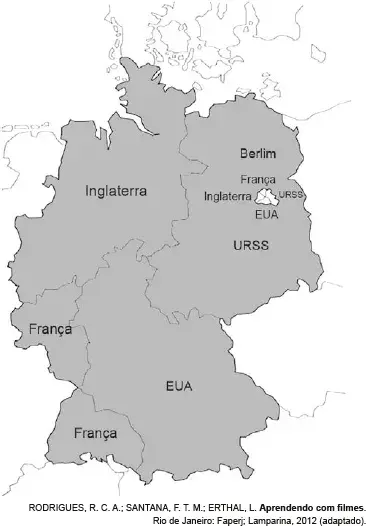 Berlim
França
Inglaterra
URSS
EUA
Inglaterra
URSS
França
EUA
França
RODRIGUES, R. C. A.; SANTANA, F. T. M.; ERTHAL, L. Aprendendo com filmes.
Rio de Janeiro: Faperj; Lamparina, 2012 (adaptado).